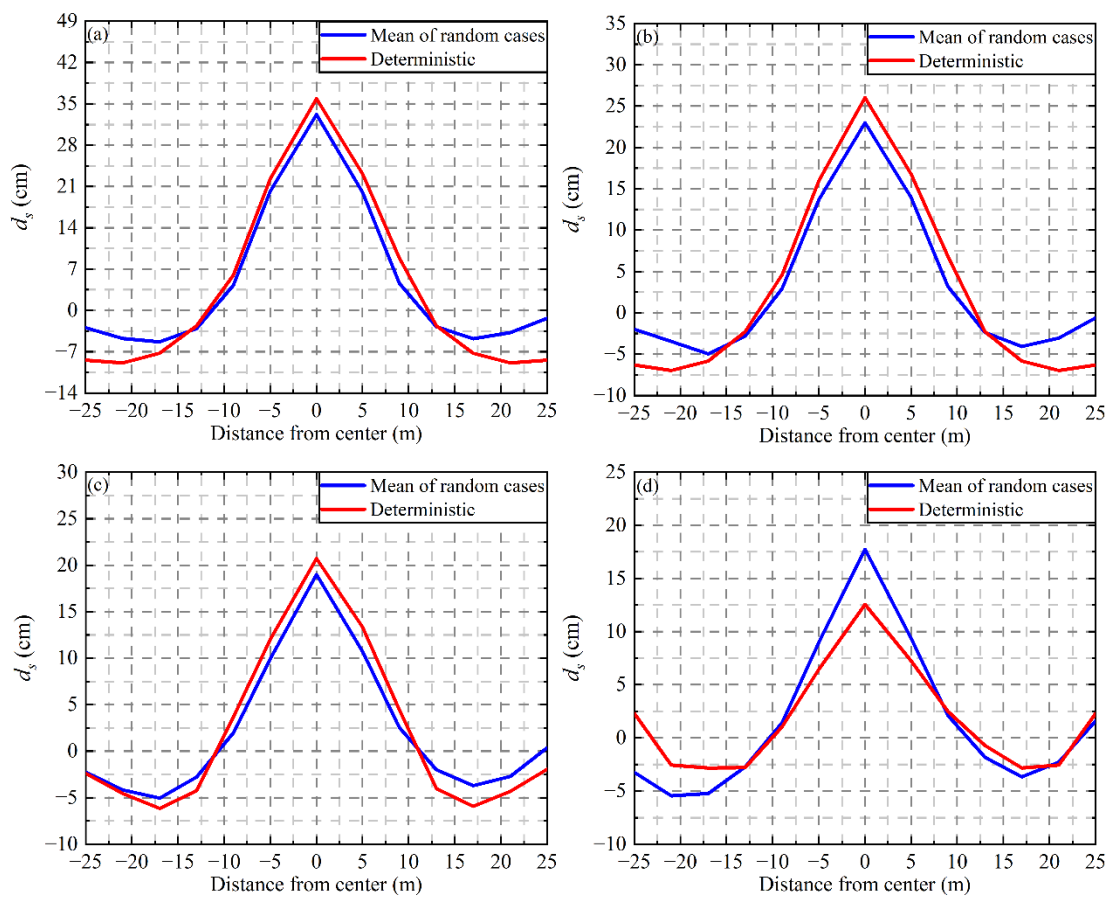 (a)
Mean of random cases
Deterministic
49
42
35
28
21
14
7
0
−7
−14
d_s (cm)
−25 −20 −15 −10 −5 0 5 10 15 20 25
Distance from center (m)
(b)
Mean of random cases
Deterministic
35
30
25
20
15
10
5
0
−5
−10
d_s (cm)
−25 −20 −15 −10 −5 0 5 10 15 20 25
Distance from center (m)
(c)
Mean of random cases
Deterministic
30
25
20
15
10
5
0
−5
−10
d_s (cm)
−25 −20 −15 −10 −5 0 5 10 15 20 25
Distance from center (m)
(d)
Mean of random cases
Deterministic
25
20
15
10
5
0
−5
−10
d_s (cm)
−25 −20 −15 −10 −5 0 5 10 15 20 25
Distance from center (m)